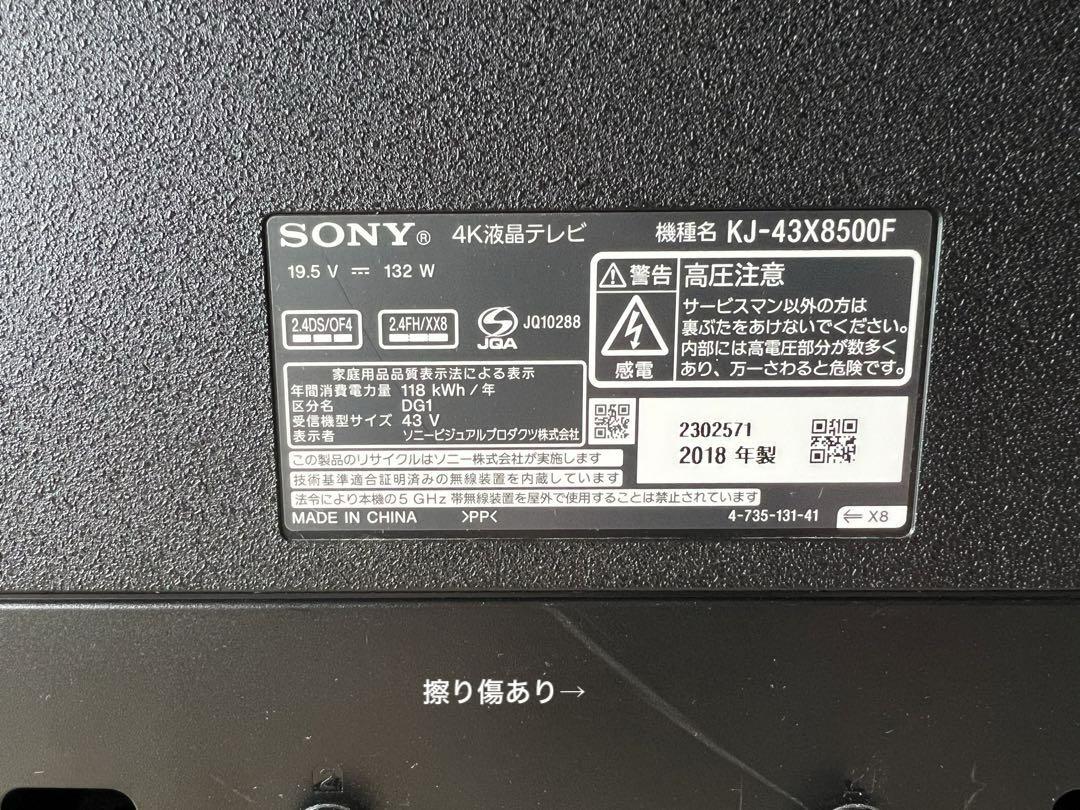 SONY® 4K液晶テレビ 機種名 KJ-43X8500F
19.5 V ⎓ 132 W
2.4DS/OF4 2.4FH/XX8 JQA JQ10288
警告 高圧注意
感電
サービスマン以外の方は
裏ぶたをあけないでください。
内部には高電圧部分が数多く
あり、万一さわると危険です。
家庭用品品質表示法による表示
年間消費電力量 118 kWh/年
区分名 DG1
受信機型サイズ 43 V
表示者 ソニービジュアルプロダクツ株式会社
2302571
2018 年製
この製品のリサイクルはソニー株式会社が実施します
技術基準適合証明済みの無線装置を内蔵しています
法令により本機の5 GHz 帯無線装置を屋外で使用することは禁止されています
MADE IN CHINA >PP< 4-735-131-41 ⇐ X8
擦り傷あり→
2